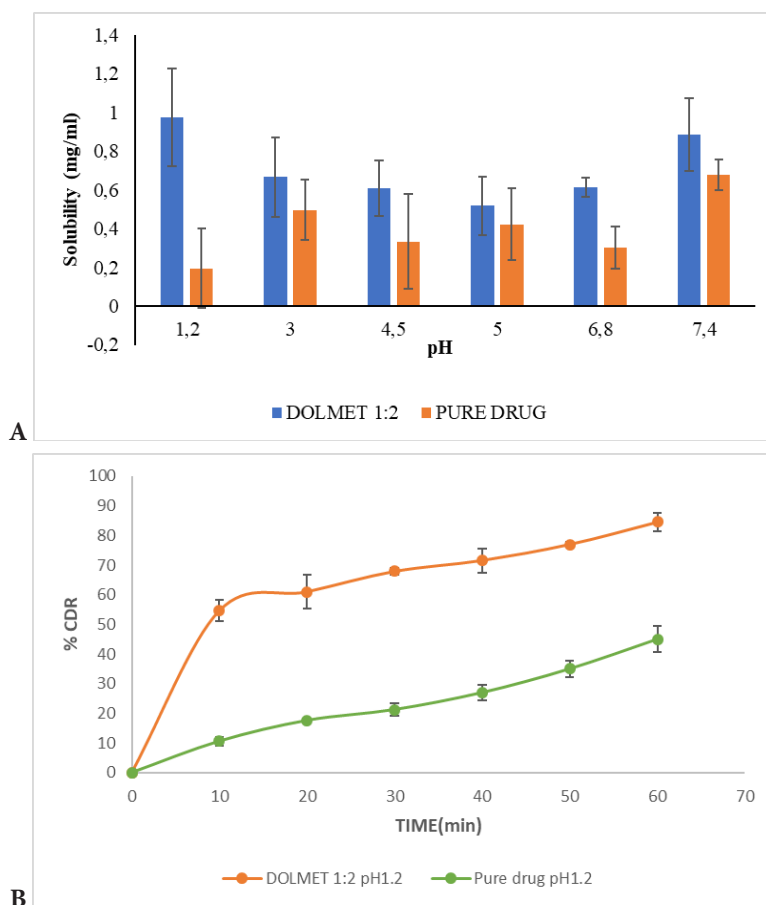 1,4
1,2
1
0,8
0,6
0,4
0,2
0
-0,2
Solubility (mg/ml)
1,2 3 4,5 5 6,8 7,4
pH
DOLMET 1:2 PURE DRUG
A
100
90
80
70
60
50
40
30
20
10
0
% CDR
0 10 20 30 40 50 60 70
TIME(min)
DOLMET 1:2 pH1.2 Pure drug pH1.2
B